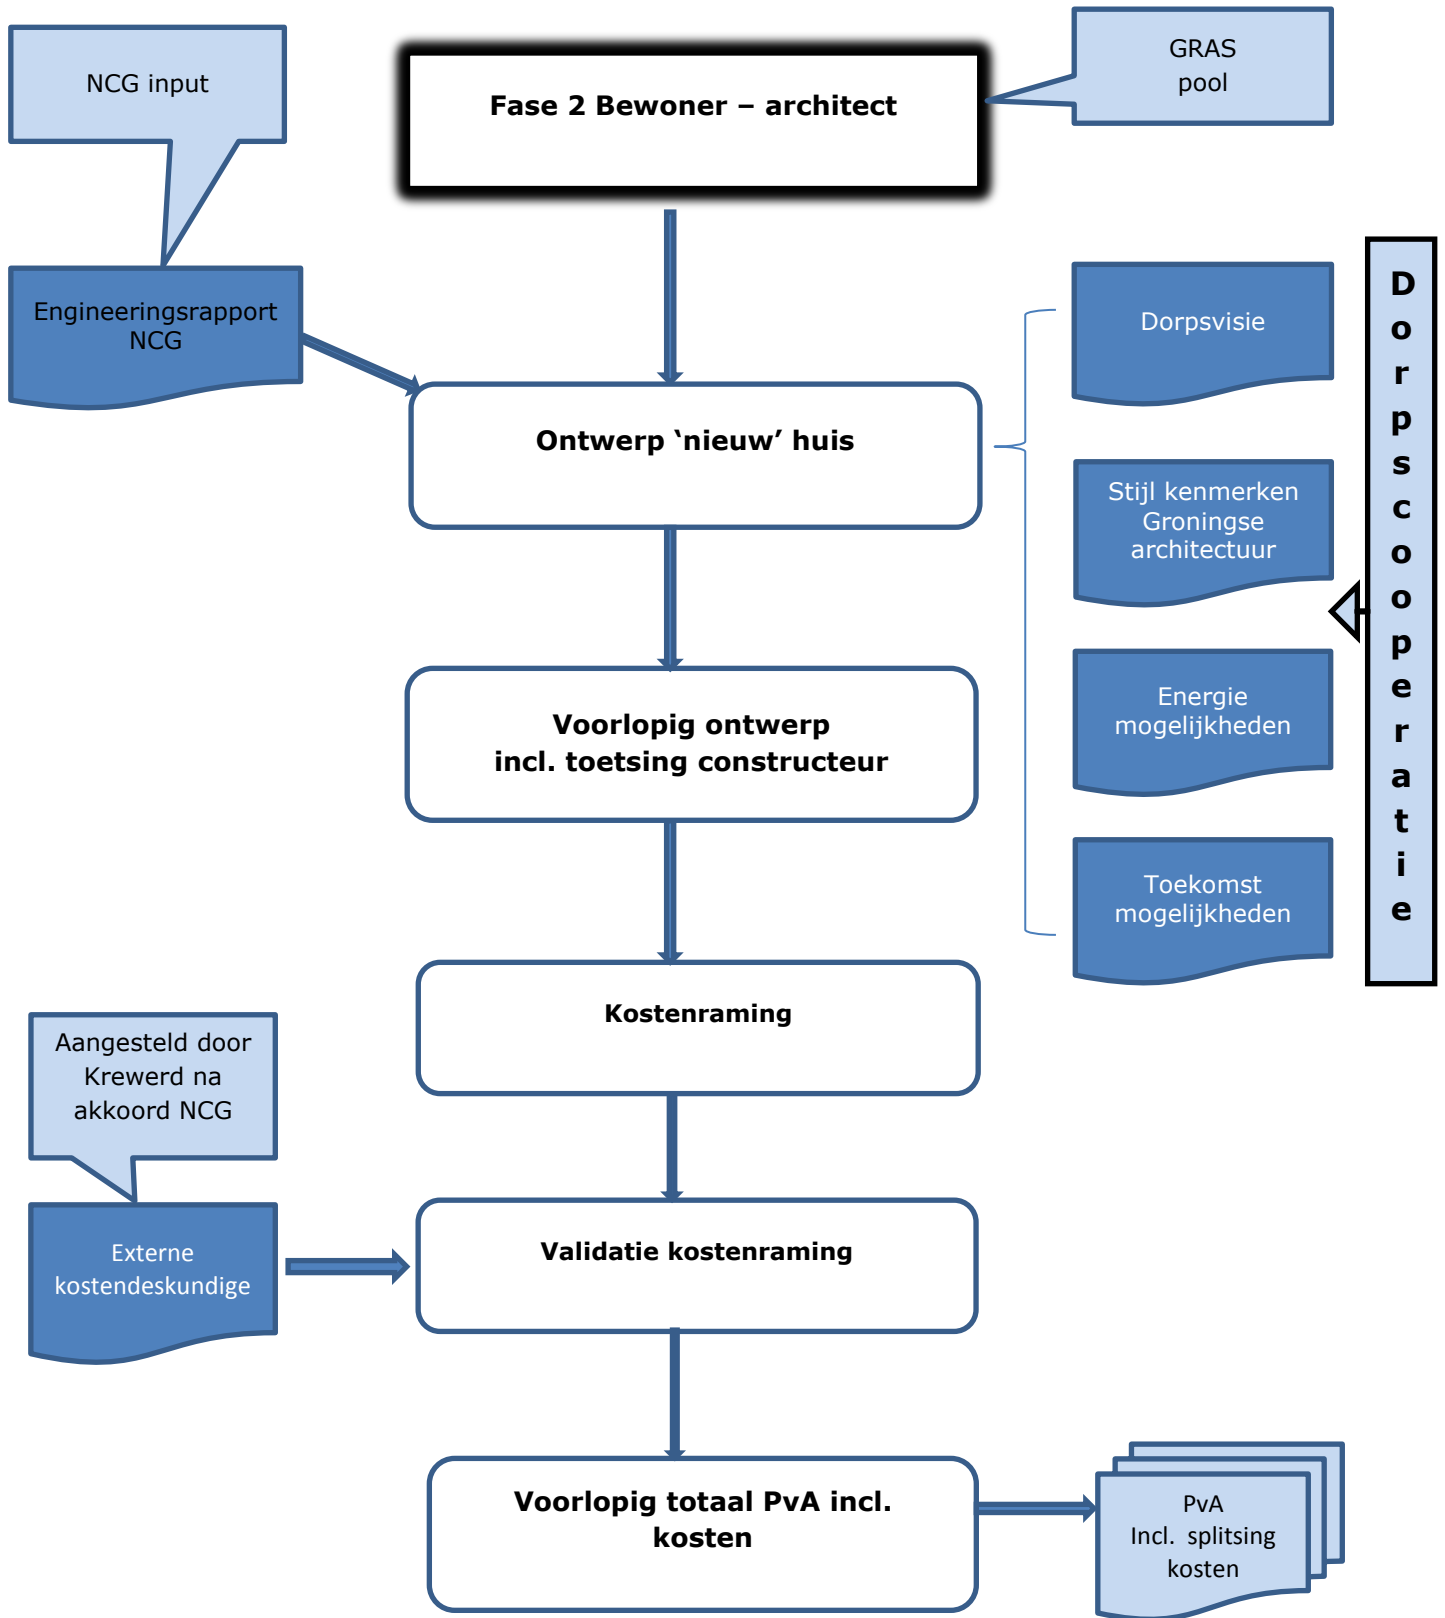 NCG input
Fase 2 Bewoner – architect
GRAS
pool
Engineeringsrapport
NCG
Dorpsvisie
Ontwerp ‘nieuw’ huis
Stijl kenmerken
Groningse
architectuur
Dorpscooperatie
Voorlopig ontwerp
incl. toetsing constructeur
Energie
mogelijkheden
Toekomst
mogelijkheden
Kostenraming
Aangesteld door
Krewerd na
akkoord NCG
Externe
kostendeskundige
Validatie kostenraming
Voorlopig totaal PvA incl.
kosten
PvA
Incl. splitsing
kosten